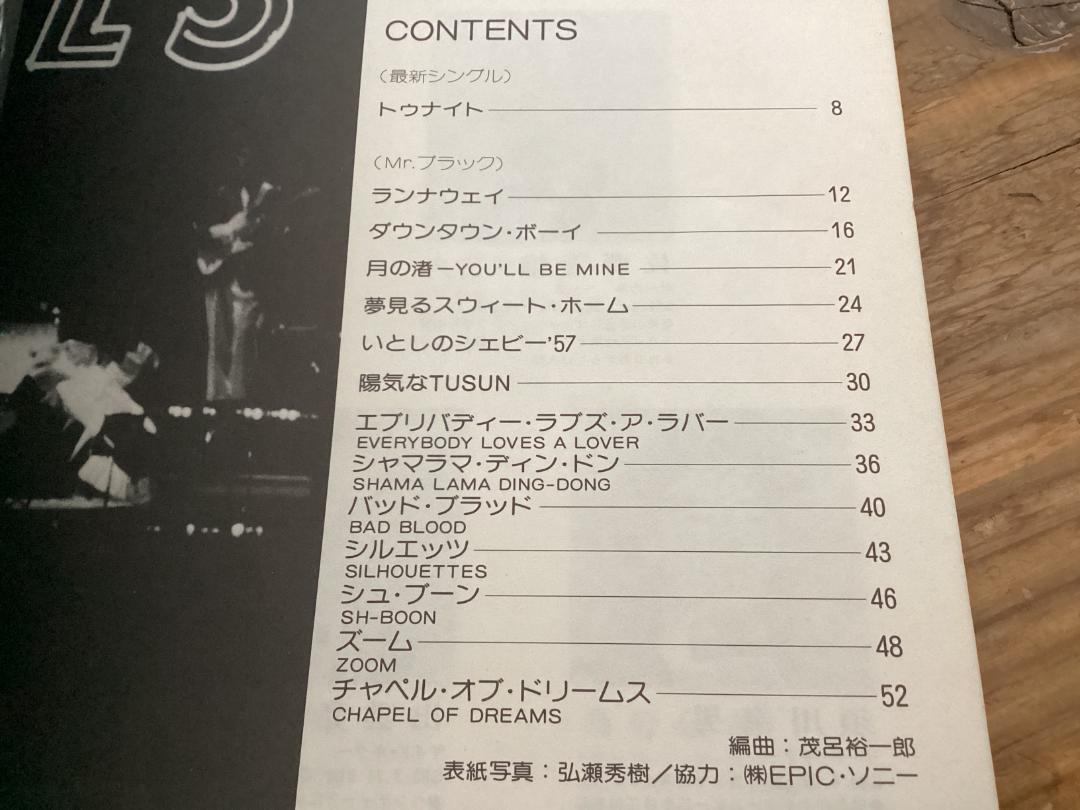 CONTENTS
（最新シングル）
トゥナイト 8
（Mr.ブラック）
ランナウェイ 12
ダウンタウン・ボーイ 16
月の渚－YOU'LL BE MINE 21
夢見るスウィート・ホーム 24
いとしのシェビー'57 27
陽気なTUSUN 30
エブリバディー・ラブズ・ア・ラバー 33
EVERYBODY LOVES A LOVER
シャマラマ・ディン・ドン 36
SHAMA LAMA DING-DONG
バッド・ブラッド 40
BAD BLOOD
シルエッツ 43
SILHOUETTES
シュ・ブーン 46
SH-BOON
ズーム 48
ZOOM
チャペル・オブ・ドリームス 52
CHAPEL OF DREAMS
編曲：茂呂裕一郎
表紙写真：弘瀬秀樹／協力：㈱EPIC・ソニー